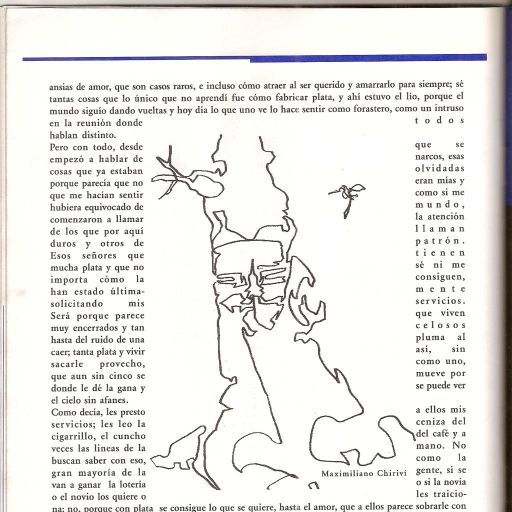 ansias de amor, que son casos raros, e incluso cómo atraer al ser querido y amarrarlo para siempre; sé
tantas cosas que lo único que no aprendí fue cómo fabricar plata, y ahí estuvo el lío, porque el
mundo siguío dando vueltas y hoy día lo que uno ve lo hace sentir como forastero, como un intruso
en la reunión donde todos
hablan distinto.
Pero con todo, desde que se
empezó a hablar de narcos, esas
cosas que ya estaban olvidadas
porque parecía que no eran mías y
que me hacían sentir como si me
hubiera equivocado de mundo,
comenzaron a llamar la atención
de los que por aquí llaman
duros y otros de patrón.
Esos señores que tienen
mucha plata y que no sé ni me
importa cómo la consiguen,
han estado última- mente
solicitando mis servicios.
Será porque parece que viven
muy encerrados y tan celosos
hasta del ruido de una pluma al
caer; tanta plata y vivir así, sin
sacarle provecho, como uno,
que aun sin cinco se mueve por
donde le dé la gana y se puede ver
el cielo sin afanes.
Como decía, les presto a ellos mis
servicios; les leo la ceniza del
cigarrillo, el cuncho del café y a
veces las líneas de la mano. No
buscan saber con eso, como la
gran mayoría de la gente, si se
van a ganar la lotería o si la novia
o el novio los quiere o les traicio-
na; no, porque con plata se consigue lo que se quiere, hasta el amor, que a ellos parece sobrarle con
Maximiliano Chirivi